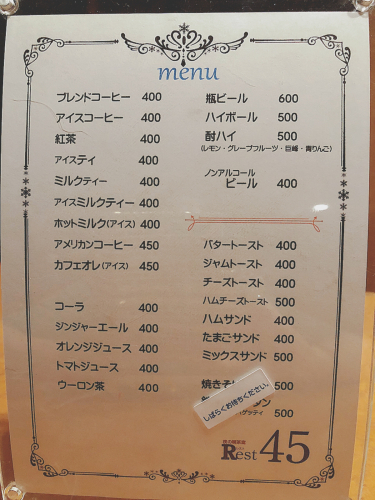 menu
ブレンドコーヒー 400
アイスコーヒー 400
紅茶 400
アイスティ 400
ミルクティー 400
アイスミルクティー 400
ホットミルク(アイス) 400
アメリカンコーヒー 450
カフェオレ(アイス) 450
コーラ 400
ジンジャーエール 400
オレンジジュース 400
トマトジュース 400
ウーロン茶 400
瓶ビール 600
ハイボール 500
酎ハイ 500
(レモン・グレープフルーツ・巨峰・青りんご)
ノンアルコール
ビール 400
バタートースト 400
ジャムトースト 400
チーズトースト 400
ハムチーズトースト 500
ハムサンド 400
たまごサンド 400
ミックスサンド 500
焼きそ
しばらくお待ちください。
ン
ゲッティ 500
Rest 45